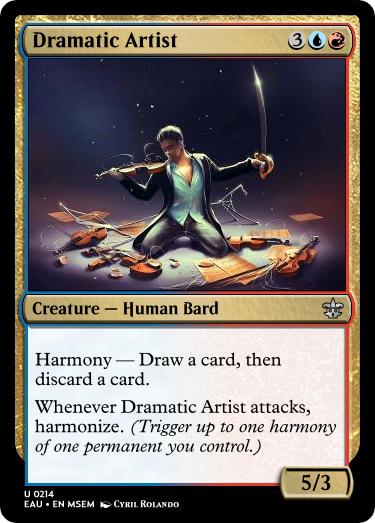 Dramatic Artist 3
Creature — Human Bard
Harmony — Draw a card, then
discard a card.
Whenever Dramatic Artist attacks,
harmonize. (Trigger up to one harmony
of one permanent you control.)
5/3
U 0214
EAU • EN MSEM Cyril Rolando